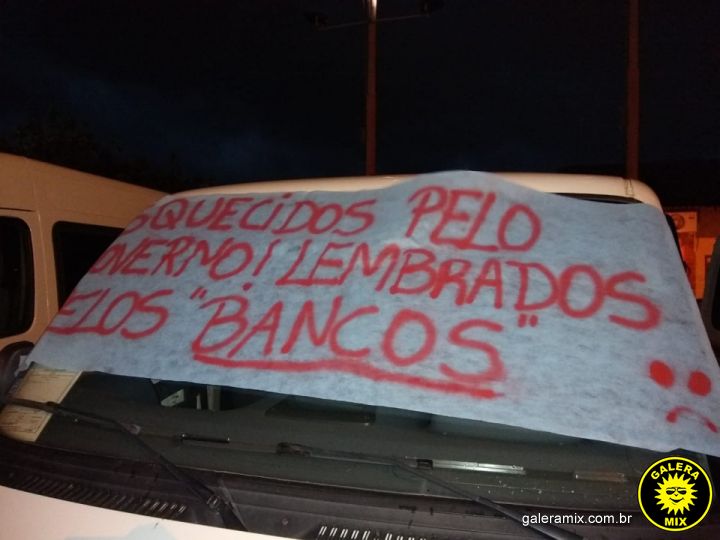 SQUECIDOS PELO
OVERNO! LEMBRADOS
ELOS "BANCOS"
GALERA
MIX
galeramix.com.br